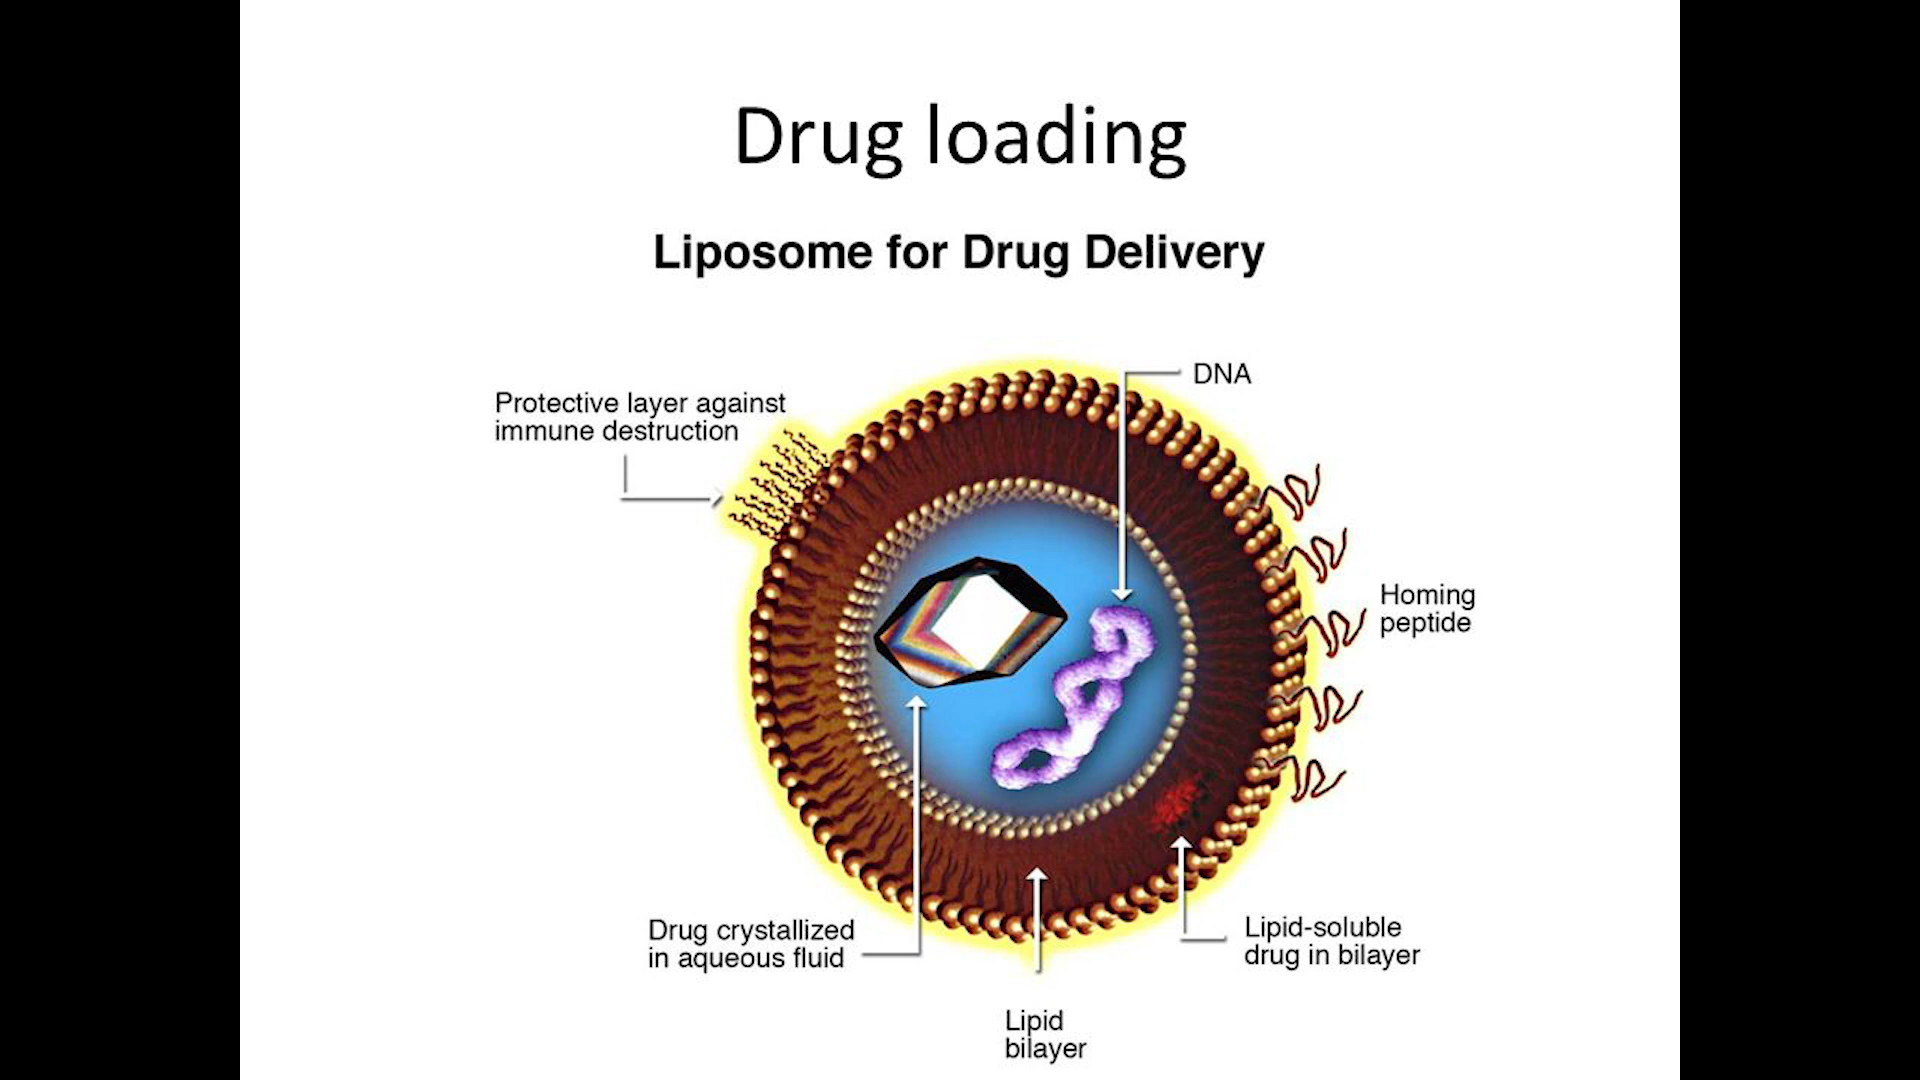 Drug loading
Liposome for Drug Delivery
DNA
Protective layer against
immune destruction
Homing
peptide
Drug crystallized
in aqueous fluid
Lipid-soluble
drug in bilayer
Lipid
bilayer